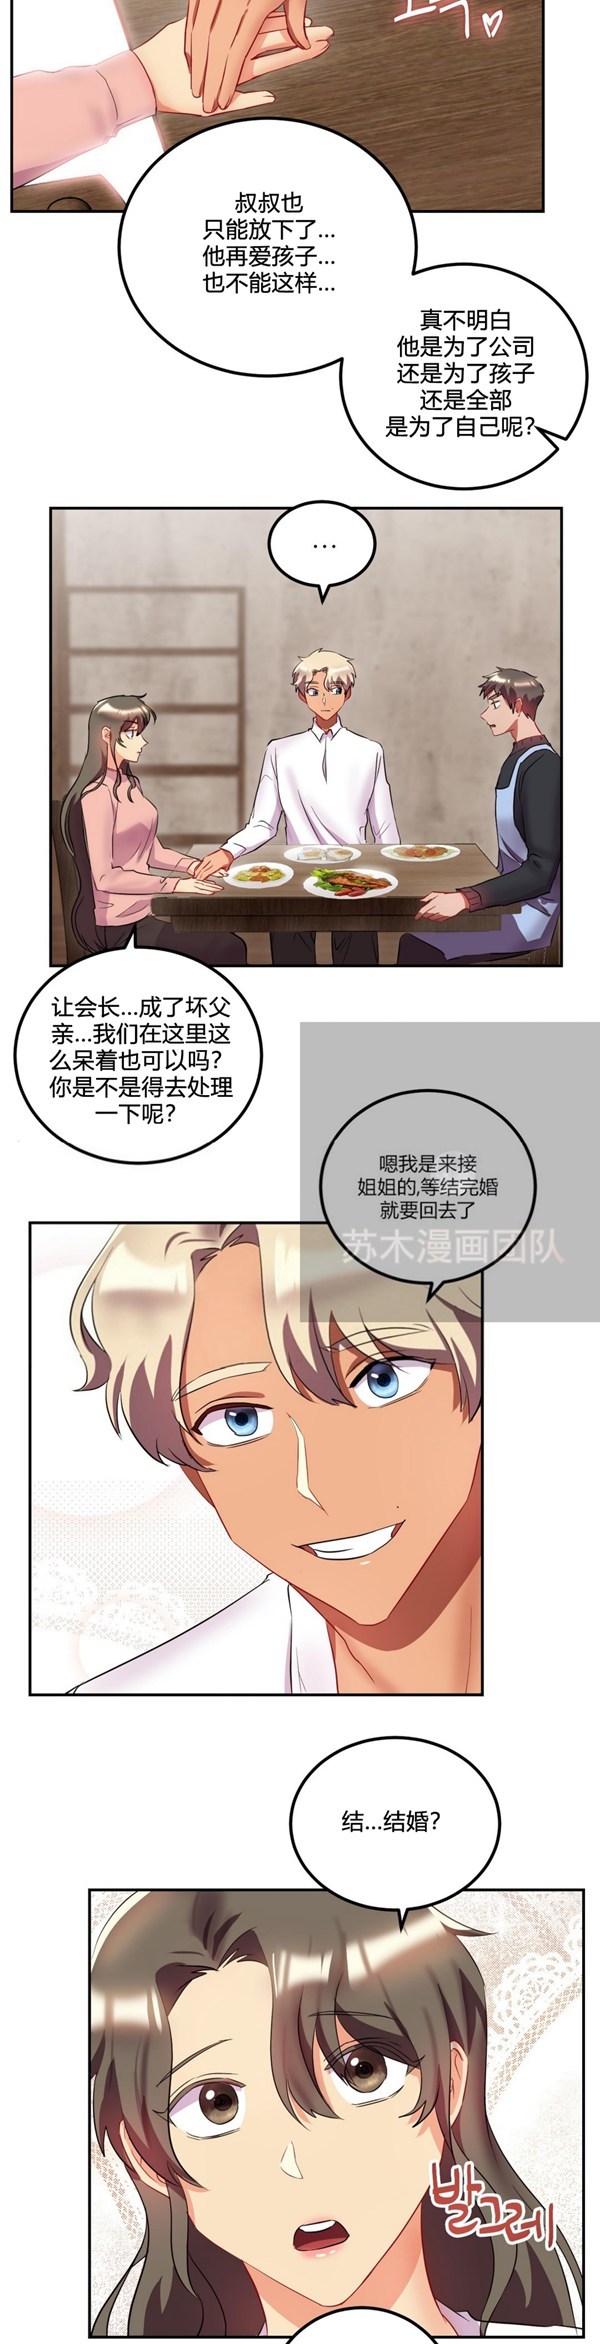 叔叔也
只能放下了...
他再爱孩子...
也不能这样...
真不明白
他是为了公司
还是为了孩子
还是全部
是为了自己呢?
...
让会长...成了坏父
亲...我们在这里这
么呆着也可以吗?
你是不是得去处理
一下呢?
嗯我是来接
姐姐的,等结完婚
就要回去了
苏木漫画团队
结...结婚?
발그레